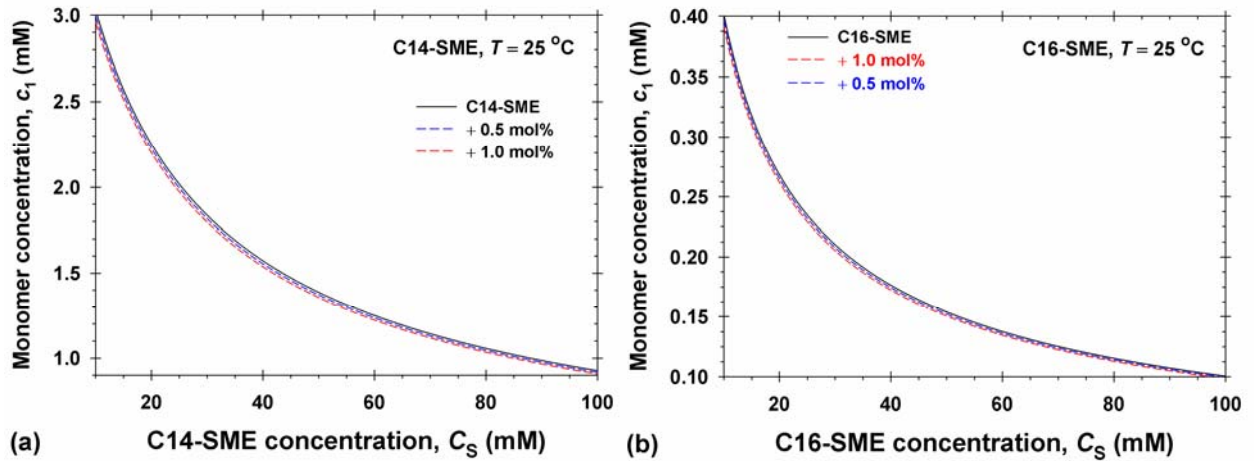 3.0
2.5
2.0
1.5
1.0
Monomer concentration, c₁ (mM)
C14-SME, T = 25 °C
C14-SME
+ 0.5 mol%
+ 1.0 mol%
20 40 60 80 100
(a) C14-SME concentration, Cₛ (mM)
0.40
0.35
0.30
0.25
0.20
0.15
0.10
Monomer concentration, c₁ (mM)
C16-SME
+ 1.0 mol%
+ 0.5 mol%
C16-SME, T = 25 °C
20 40 60 80 100
(b) C16-SME concentration, Cₛ (mM)